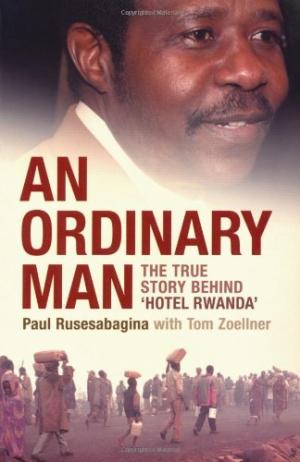 AN
ORDINARY
MAN
THE TRUE
STORY BEHIND
‘HOTEL RWANDA’
Paul Rusesabagina with Tom Zoellner